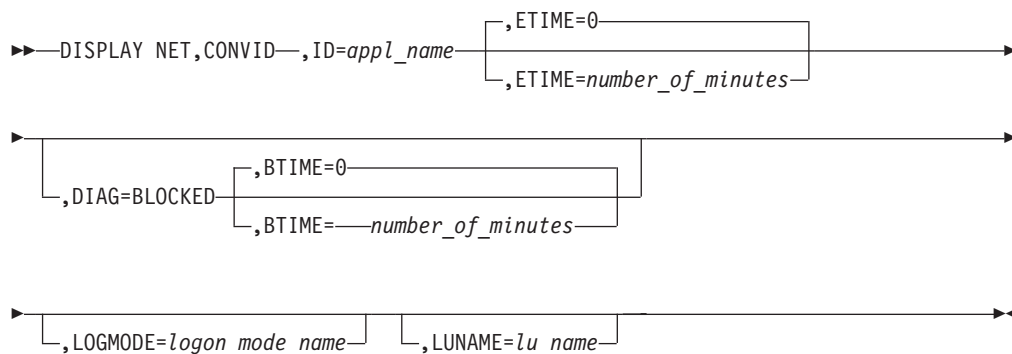 ,ETIME=0
DISPLAY NET,CONVID ,ID=appl_name
,ETIME=number_of_minutes
,BTIME=0
,DIAG=BLOCKED
,BTIME= number_of_minutes
,LOGMODE=logon mode name ,LUNAME=lu name